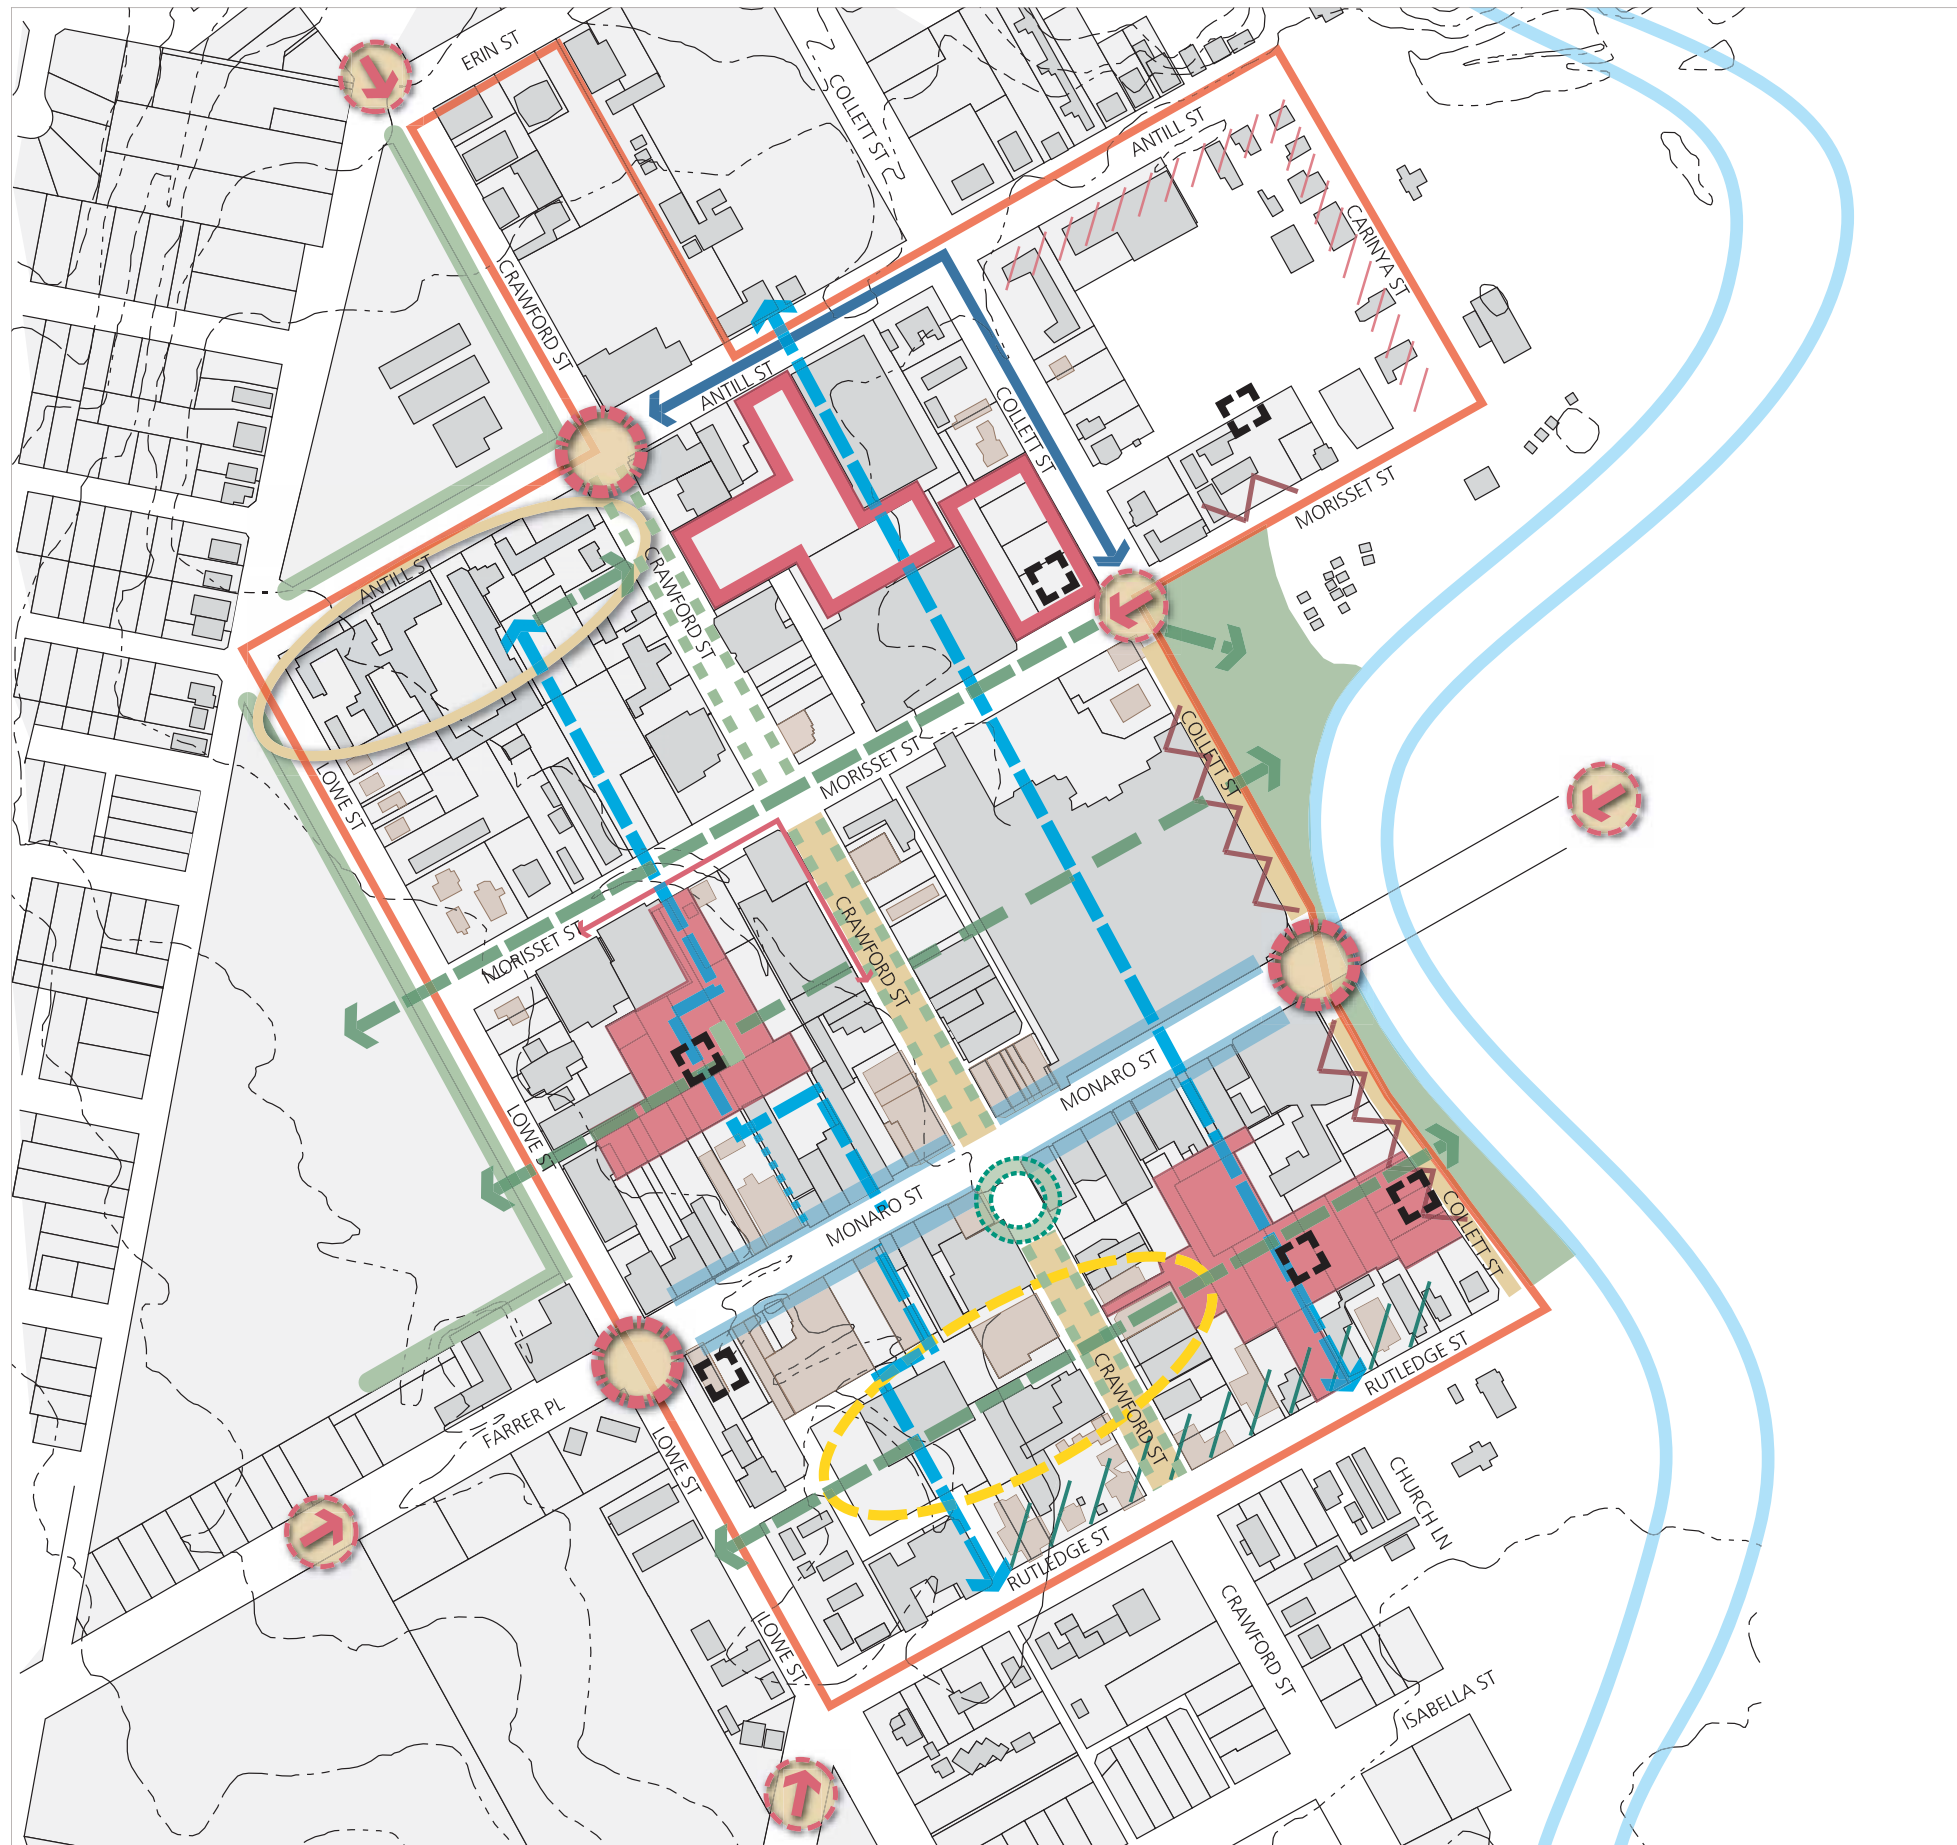 ERIN ST
COLLETT ST
ANTILL ST
CARINYA ST
CRAWFORD ST
ANTILL ST
COLLETT ST
MORISSET ST
ANTILL ST
CRAWFORD ST
COLLETT ST
LOWE ST
MORISSET ST
CRAWFORD ST
MORISSET ST
MONARO ST
LOWE ST
MONARO ST
COLLETT ST
CRAWFORD ST
RUTLEDGE ST
FARRER PL
LOWE ST
CHURCH LN
RUTLEDGE ST
LOWE ST
CRAWFORD ST
ISABELLA ST